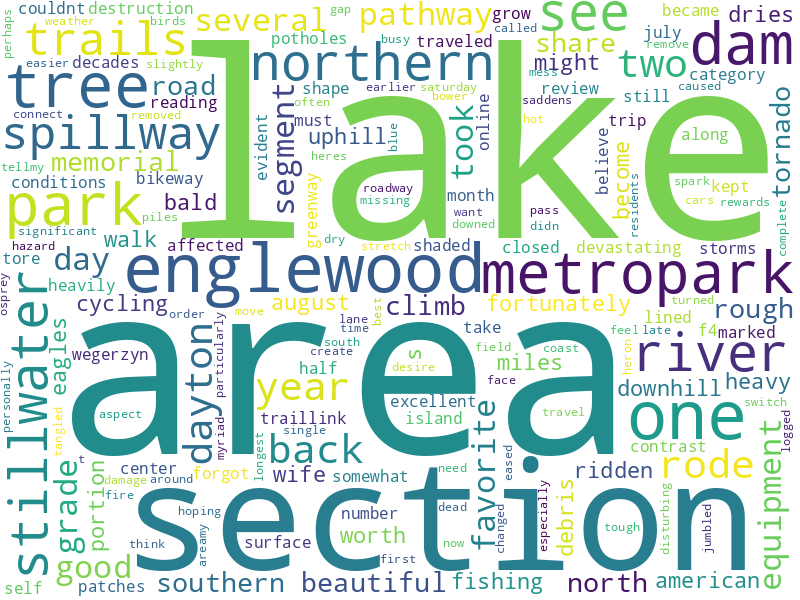 couldnt destruction
weather birds
perhaps
trails
several
gap
busy
pathway
grow
called
see
became
dries
dam
easier decades
slightly
potholes
traveled
share
remove
mess
caused
tree
road
northern
might
two
july
category
reading
shape
earlier saturday
bower
review
still
connect
removed
often
hot
saddens
lake
spillway
evident
segment
must
uphill
heres
blue
took
online
believe
trip
along
tornado
tellmy
memorial
conditions
bikeway
roadway
missing
month
want
downed
pass
didn
become
residents
spark
cars
kept
rewards
complete
park
piles
bald
greenway
significant
hazard
walk
affected
dry
stretch
shaded
closed
devastating
storms
tore
day
englewood
metropark
osprey
heavily
cycling
order
move
august
lane
time
best
climb
fortunately
turned
lined
feel
late
f4
rough
marked
stillwater
eagles
wegerzyn
dayton
particularly
area
south
create
half
s
take
field
coast
miles
heron
river
downhill
heavy
personally
tangled
aspect
t
year
traillink
single
desire
excellent
island
face
travel
one
switch
contrast
logged
grade
portion
center
damage
around
fire
myriad
forgot
longest
back
wife
somewhat
favorite
need
eased
debris
ridden
rode
equipment
section
hoping
areamy
surface
number
worth
dead
now
changed
especially
tough
disturbing
jumbled
good
think
first
self
patches
southern
beautiful
fishing
north
american